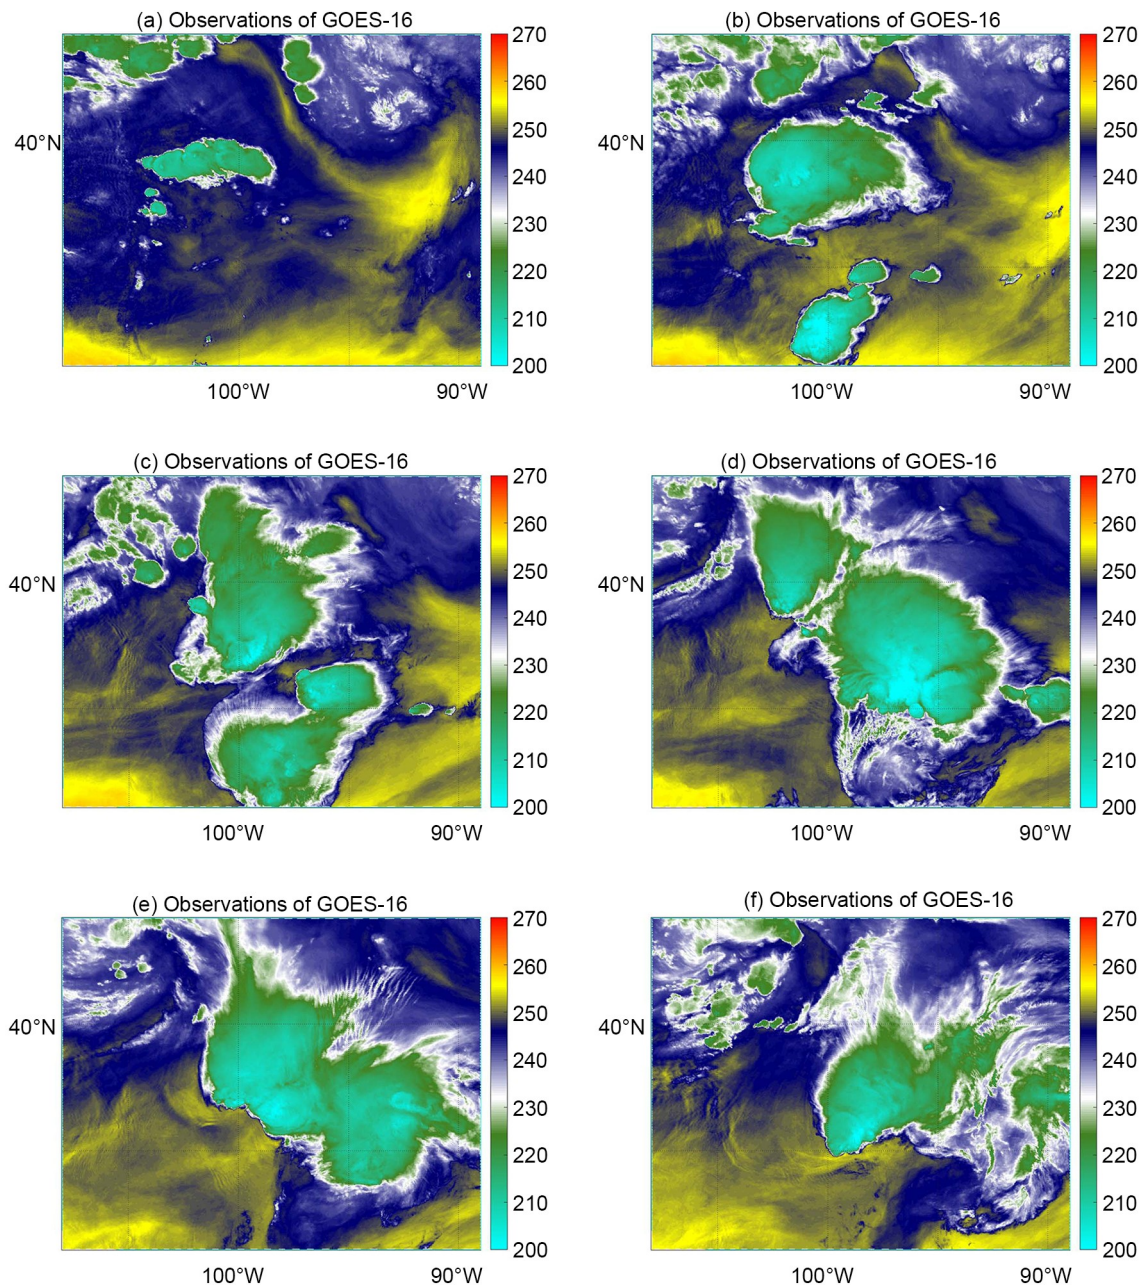 (a) Observations of GOES-16
(b) Observations of GOES-16
40°N
270
260
250
240
230
220
210
200
100°W
90°W
40°N
270
260
250
240
230
220
210
200
100°W
90°W
(c) Observations of GOES-16
(d) Observations of GOES-16
40°N
270
260
250
240
230
220
210
200
100°W
90°W
40°N
270
260
250
240
230
220
210
200
100°W
90°W
(e) Observations of GOES-16
(f) Observations of GOES-16
40°N
270
260
250
240
230
220
210
200
100°W
90°W
40°N
270
260
250
240
230
220
210
200
100°W
90°W